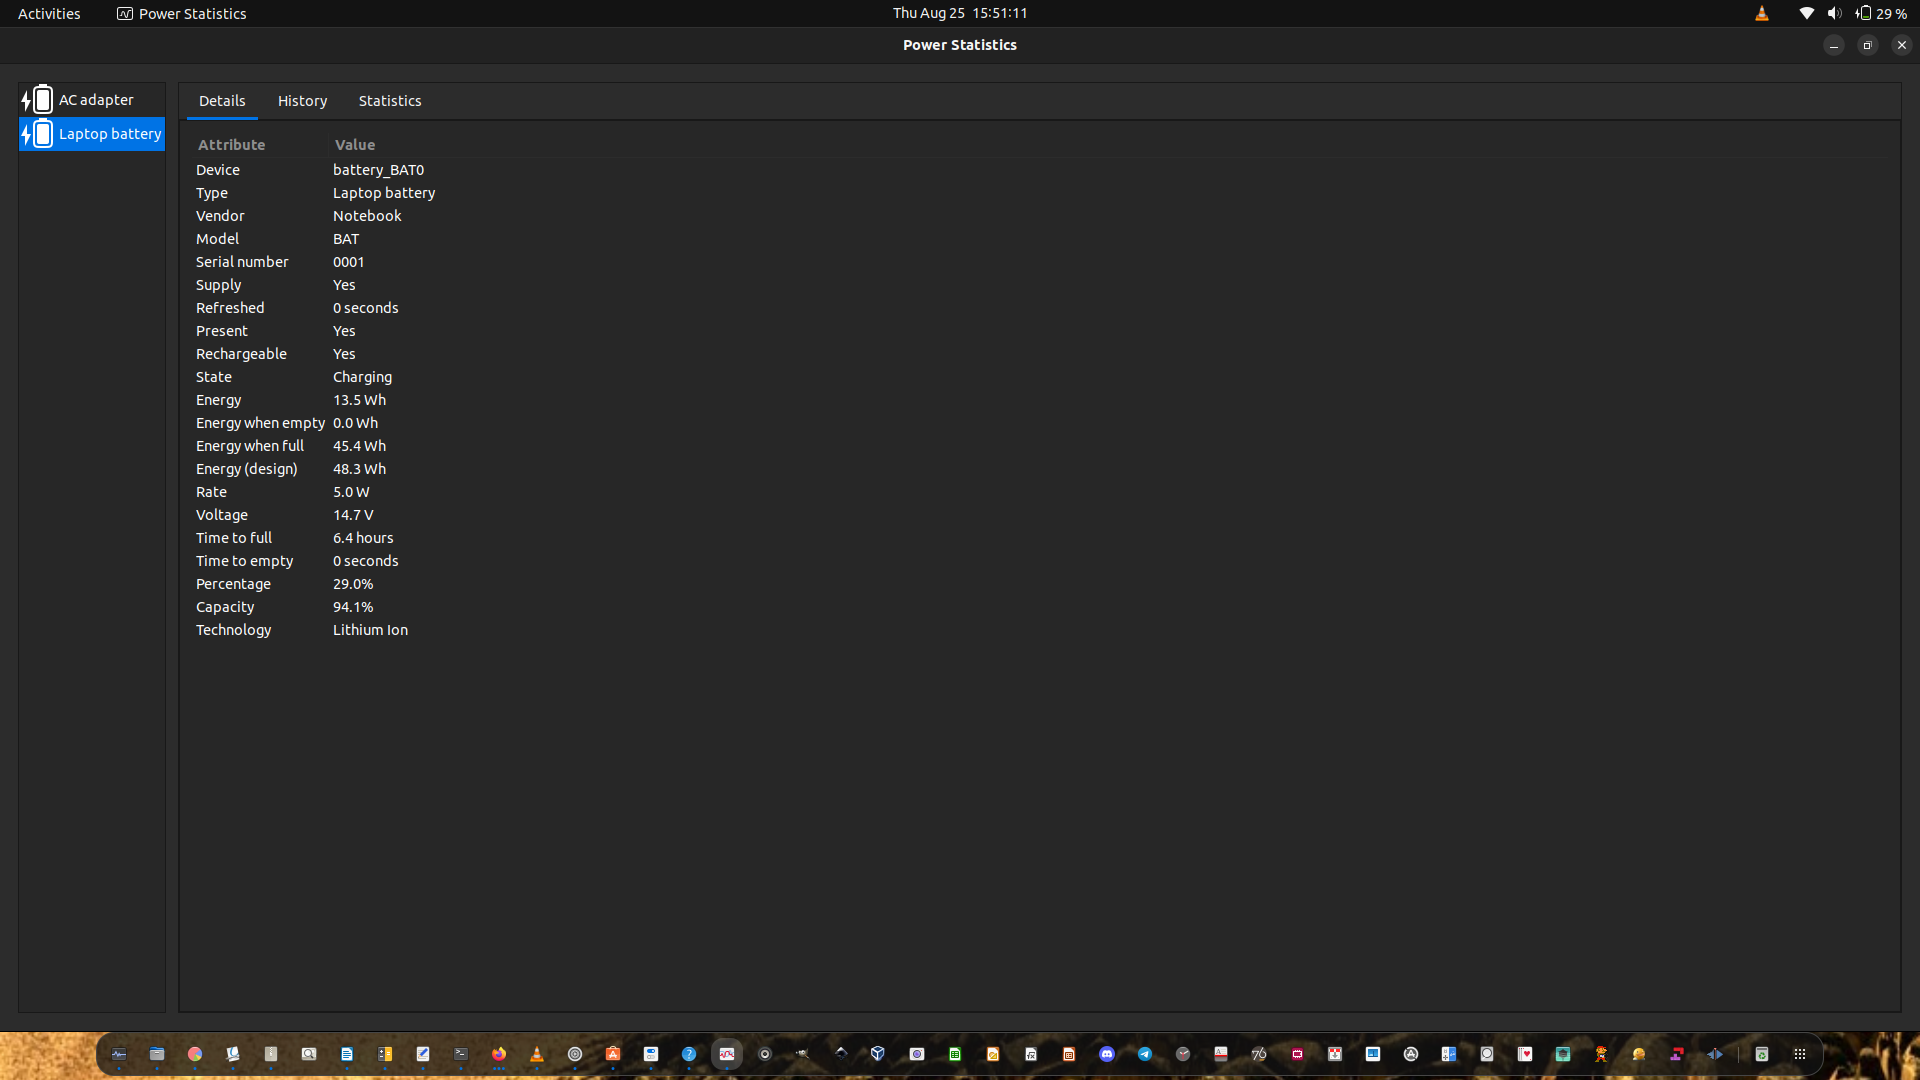 Activities Power Statistics Thu Aug 25 15:51:11 29 %
Power Statistics
AC adapter
Laptop battery
Details History Statistics
Attribute Value
Device battery_BAT0
Type Laptop battery
Vendor Notebook
Model BAT
Serial number 0001
Supply Yes
Refreshed 0 seconds
Present Yes
Rechargeable Yes
State Charging
Energy 13.5 Wh
Energy when empty 0.0 Wh
Energy when full 45.4 Wh
Energy (design) 48.3 Wh
Rate 5.0 W
Voltage 14.7 V
Time to full 6.4 hours
Time to empty 0 seconds
Percentage 29.0%
Capacity 94.1%
Technology Lithium Ion